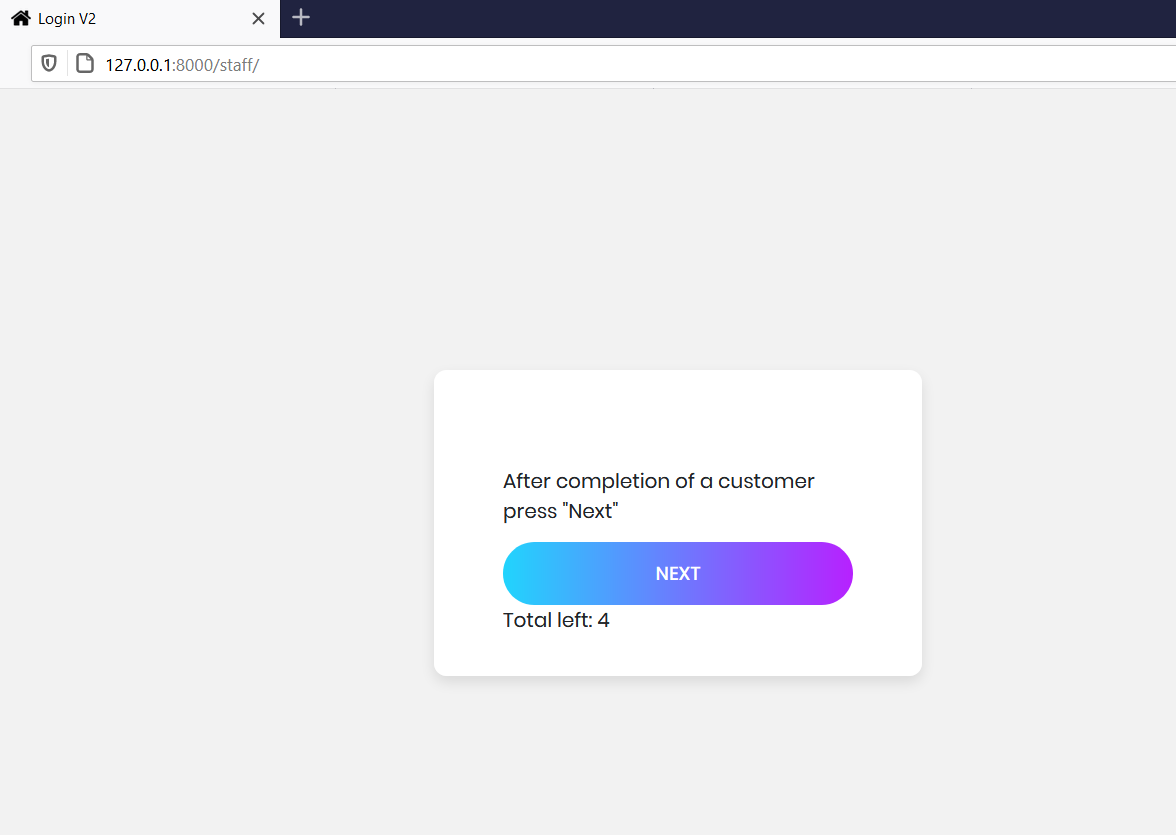 Login V2
127.0.0.1:8000/staff/
After completion of a customer
press "Next"
NEXT
Total left: 4